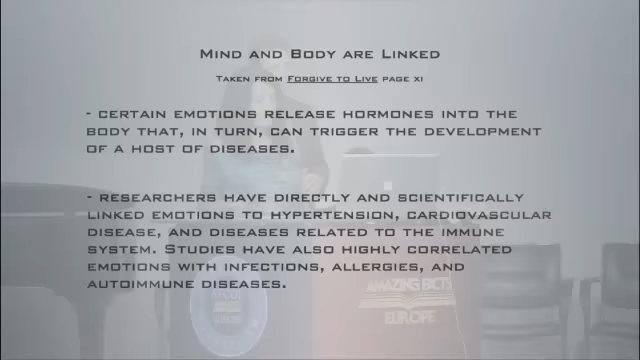 MIND AND BODY ARE LINKED
TAKEN FROM FORGIVE TO LIVE PAGE XI
- CERTAIN EMOTIONS RELEASE HORMONES INTO THE
BODY THAT, IN TURN, CAN TRIGGER THE DEVELOPMENT
OF A HOST OF DISEASES.
- RESEARCHERS HAVE DIRECTLY AND SCIENTIFICALLY
LINKED EMOTIONS TO HYPERTENSION, CARDIOVASCULAR
DISEASE, AND DISEASES RELATED TO THE IMMUNE
SYSTEM. STUDIES HAVE ALSO HIGHLY CORRELATED
EMOTIONS WITH INFECTIONS, ALLERGIES, AND
AUTOIMMUNE DISEASES.
AMAZING FACTS
EUROPE